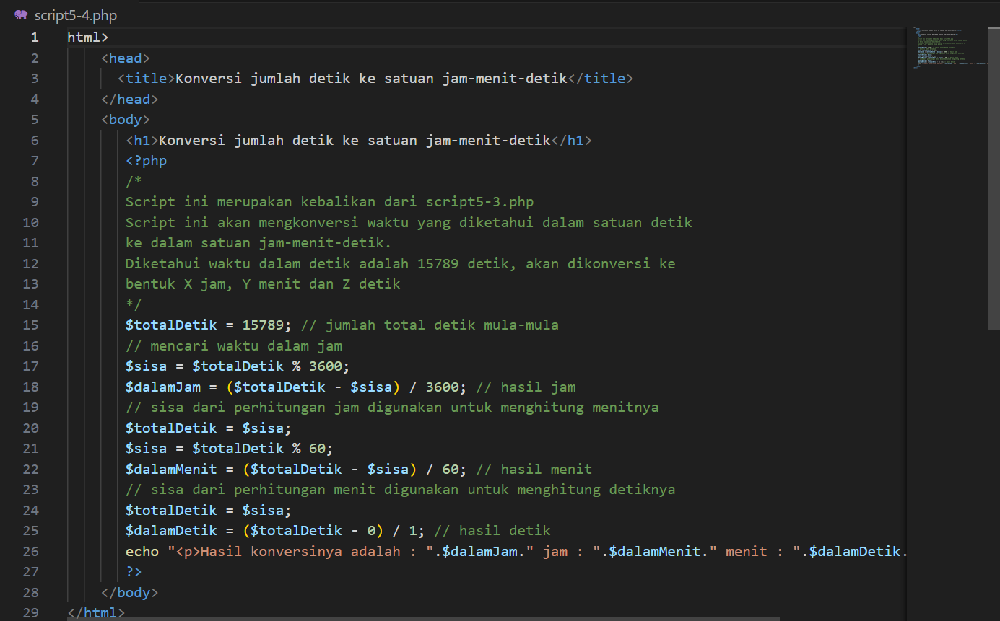 script5-4.php
1 html>
2 <head>
3 <title>Konversi jumlah detik ke satuan jam-menit-detik</title>
4 </head>
5 <body>
6 <h1>Konversi jumlah detik ke satuan jam-menit-detik</h1>
7 <?php
8 /*
9 Script ini merupakan kebalikan dari script5-3.php
10 Script ini akan mengkonversi waktu yang diketahui dalam satuan detik
11 ke dalam satuan jam-menit-detik.
12 Diketahui waktu dalam detik adalah 15789 detik, akan dikonversi ke
13 bentuk X jam, Y menit dan Z detik
14 */
15 $totalDetik = 15789; // jumlah total detik mula-mula
16 // mencari waktu dalam jam
17 $sisa = $totalDetik % 3600;
18 $dalamJam = ($totalDetik - $sisa) / 3600; // hasil jam
19 // sisa dari perhitungan jam digunakan untuk menghitung menitnya
20 $totalDetik = $sisa;
21 $sisa = $totalDetik % 60;
22 $dalamMenit = ($totalDetik - $sisa) / 60; // hasil menit
23 // sisa dari perhitungan menit digunakan untuk menghitung detiknya
24 $totalDetik = $sisa;
25 $dalamDetik = ($totalDetik - 0) / 1; // hasil detik
26 echo "<p>Hasil konversinya adalah : ".$dalamJam." jam : ".$dalamMenit." menit : ".$dalamDetik.
27 ?>
28 </body>
29 </html>